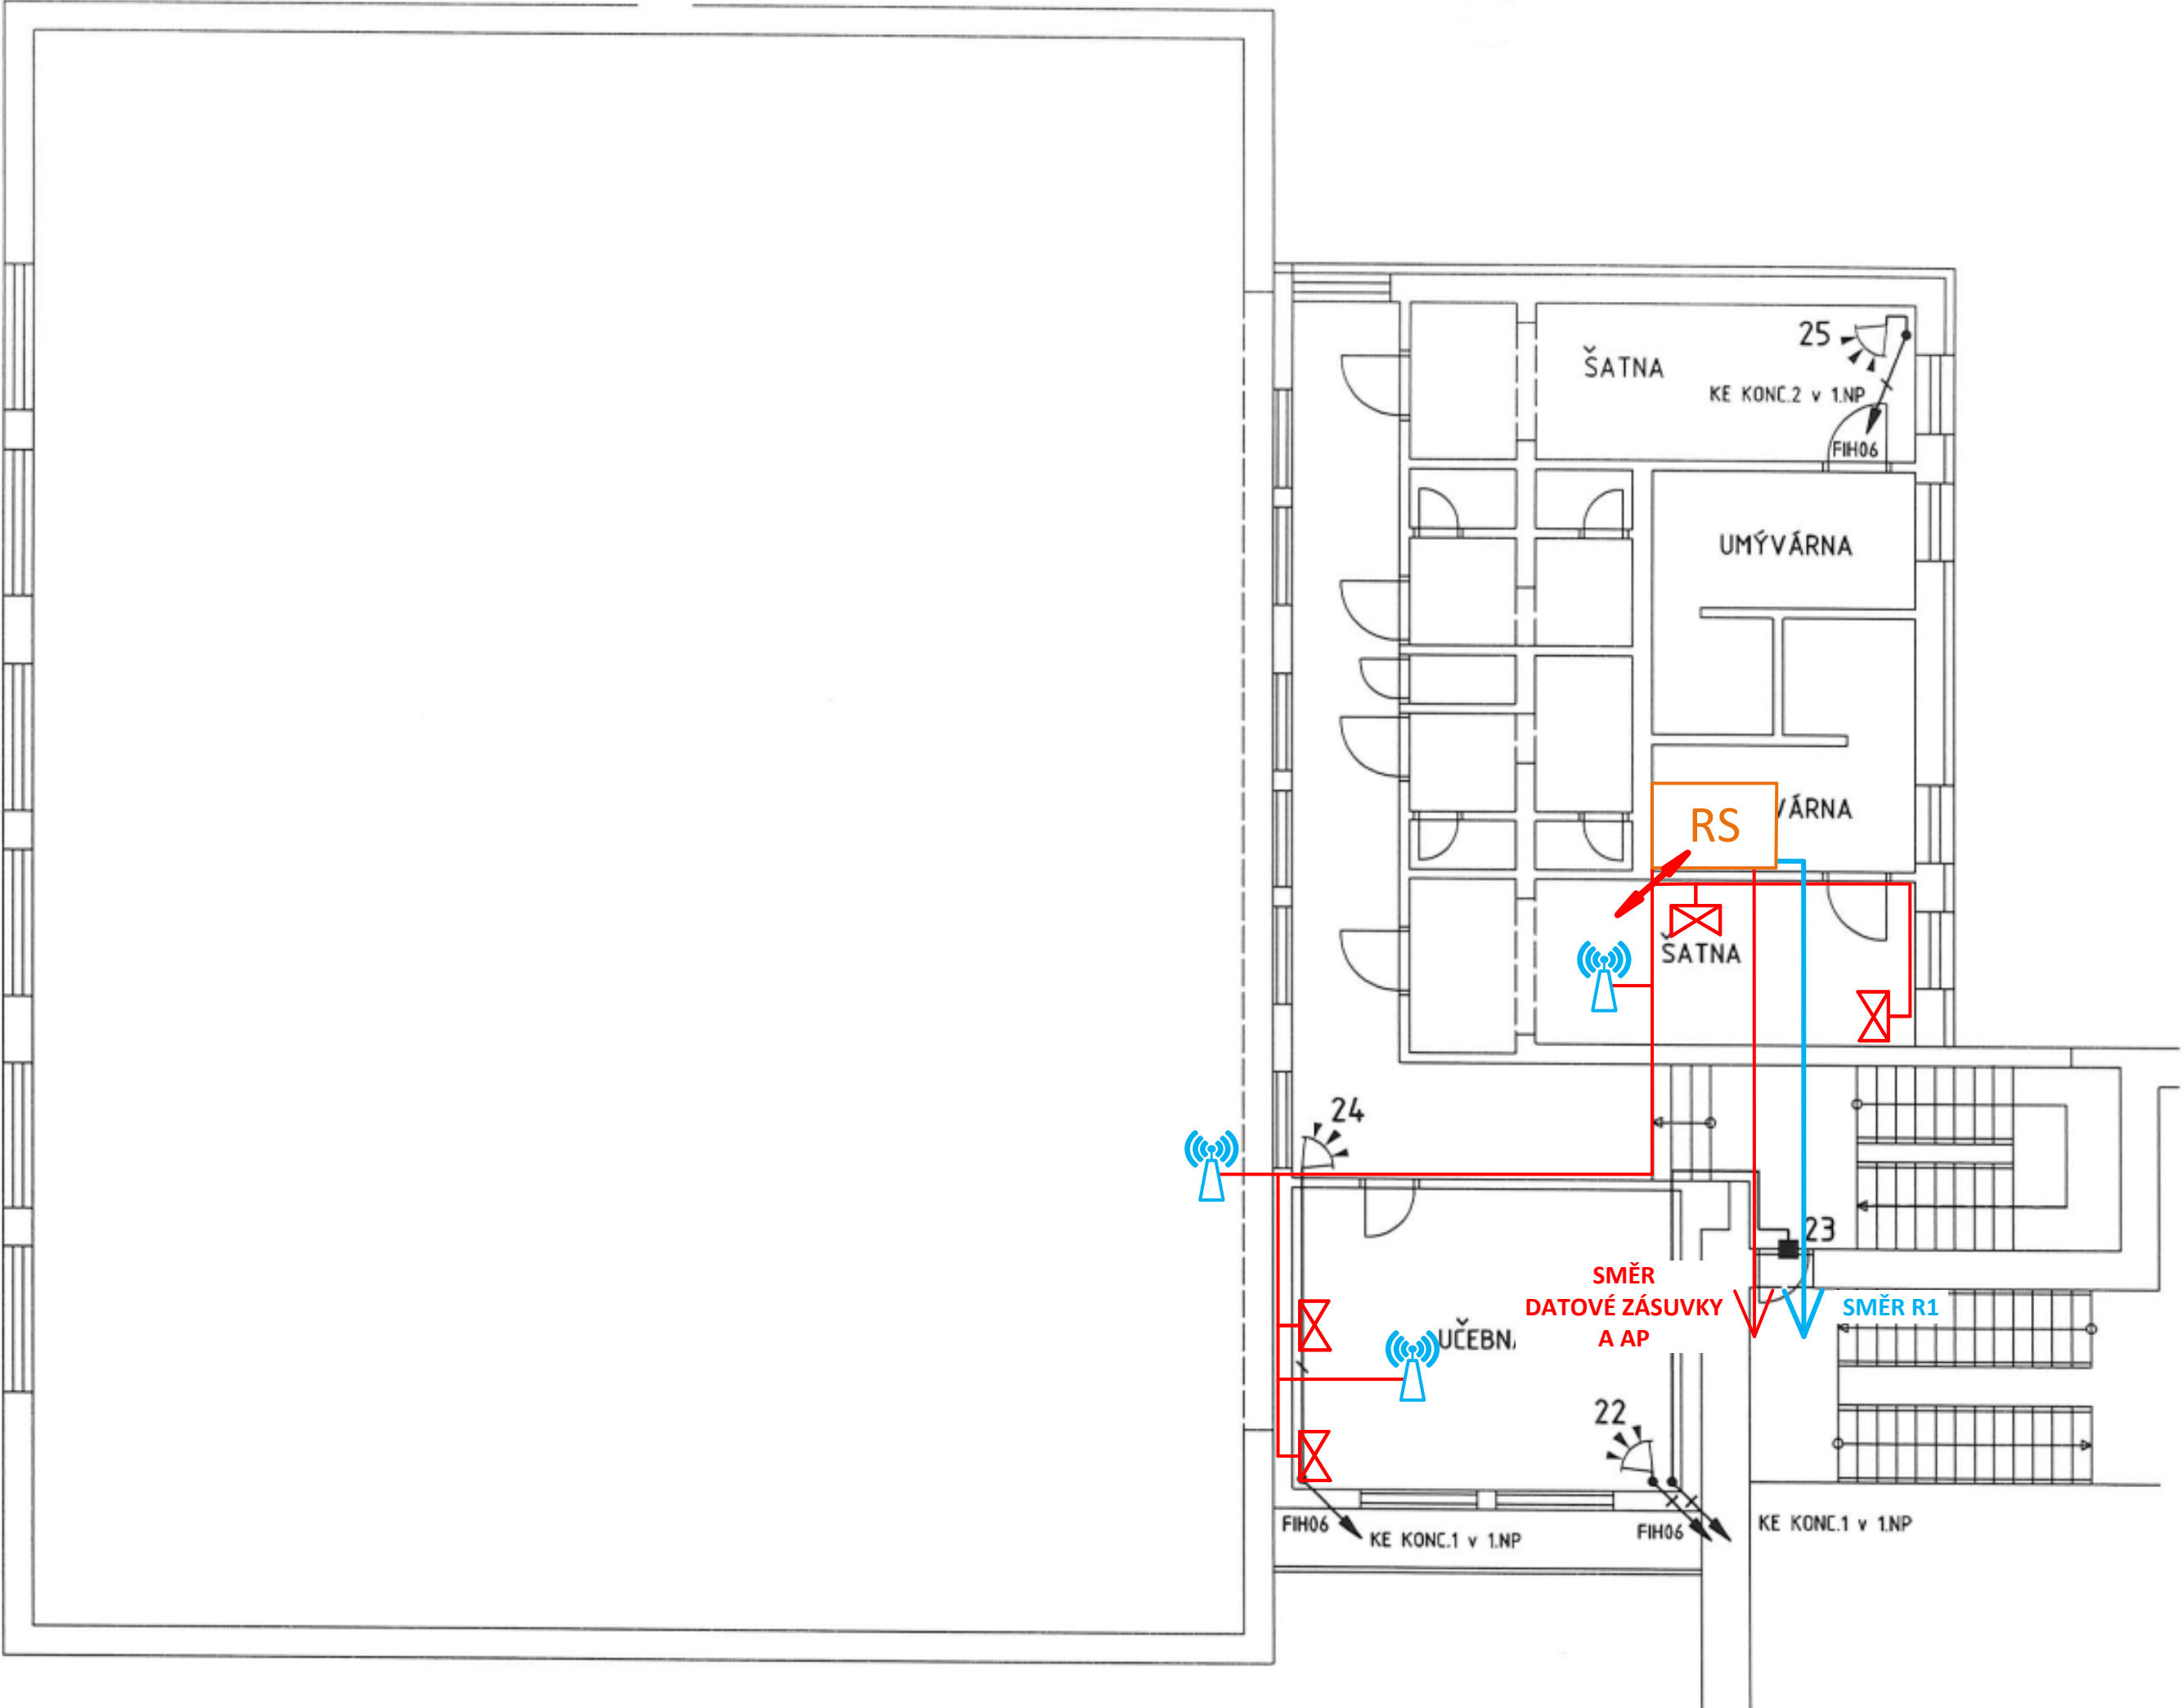 25
ŠATNA
KE KONC.2 v 1.NP
FIH06
UMÝVÁRNA
RS
VÁRNA
ŠATNA
24
23
SMĚR
DATOVÉ ZÁSUVKY
A AP
SMĚR R1
UČEBNA
22
FIH06
KE KONC.1 v 1.NP
FIH06
KE KONC.1 v 1.NP